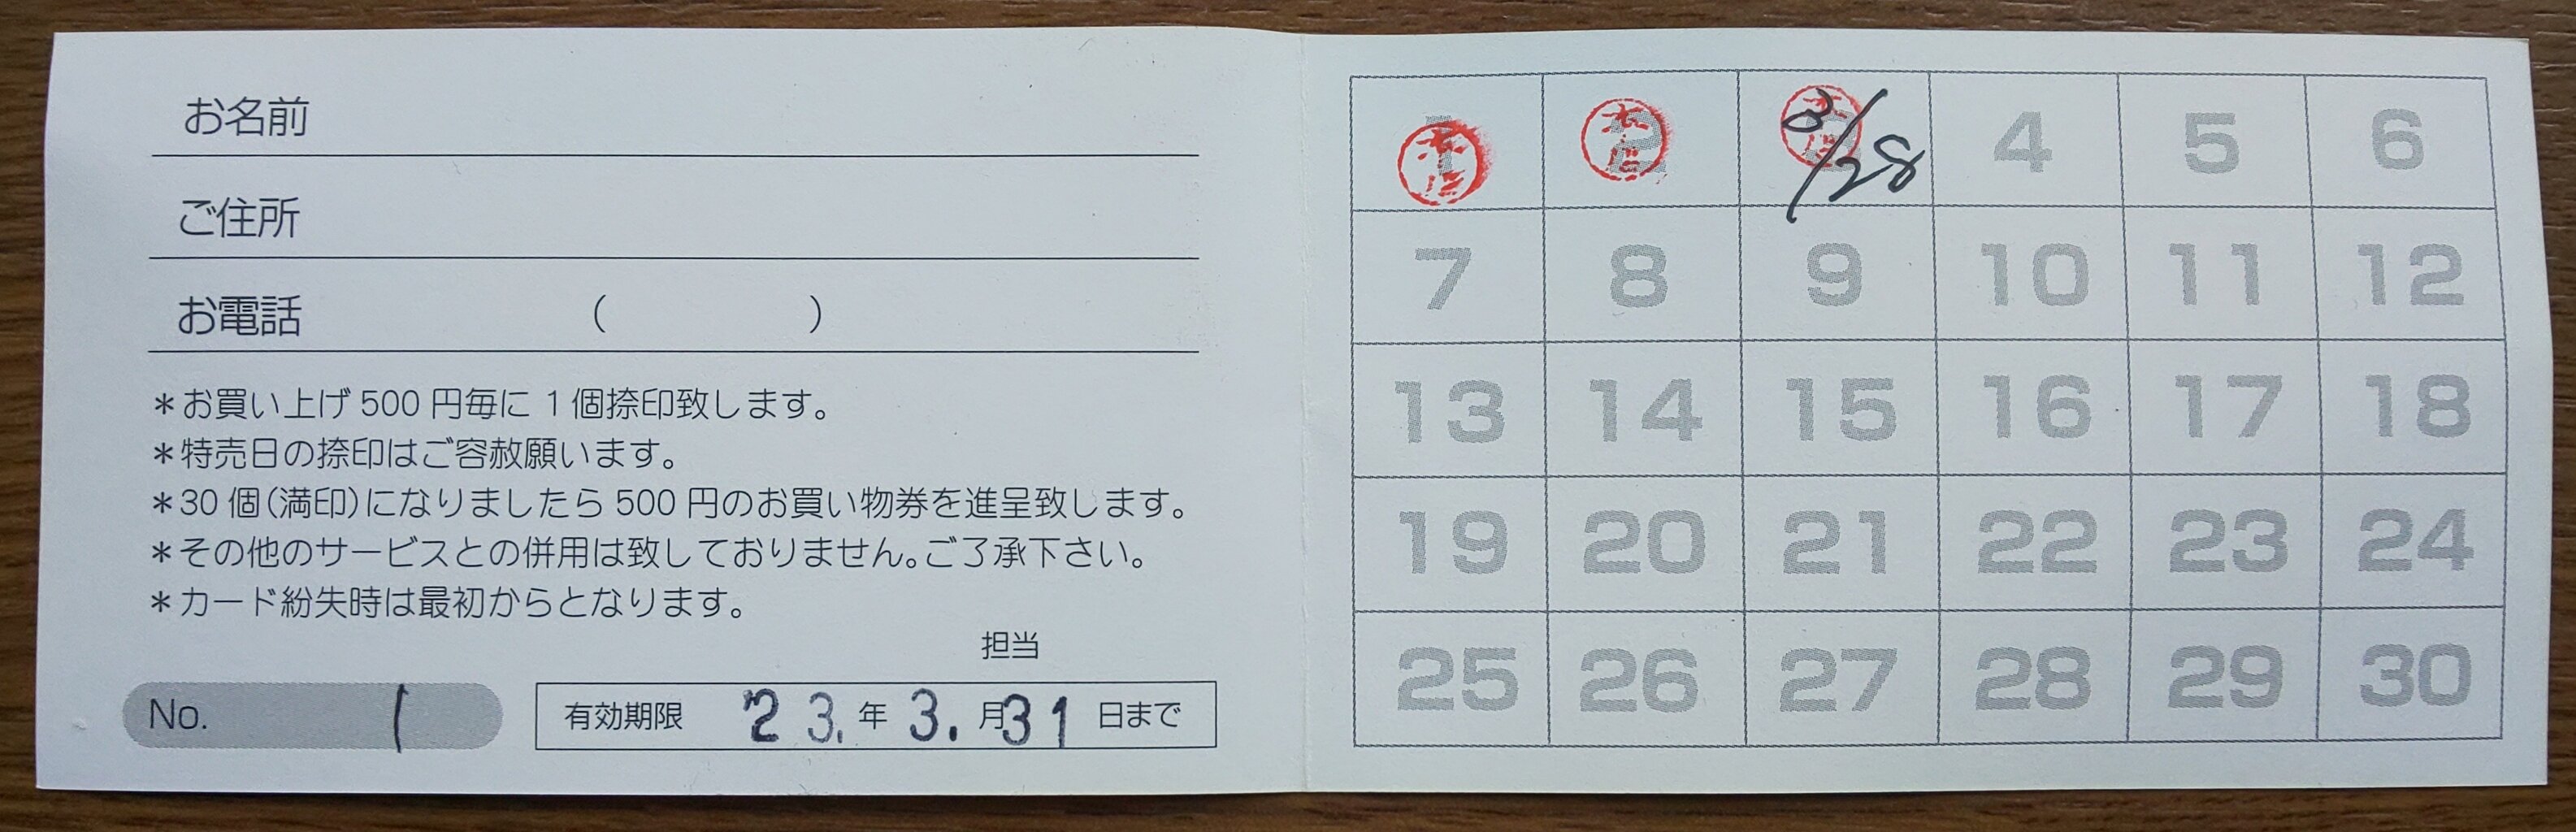 お名前
ご住所
お電話 ( )
*お買い上げ500円毎に1個捺印致します。
*特売日の捺印はご容赦願います。
*30個(満印)になりましたら500円のお買い物券を進呈致します。
*その他のサービスとの併用は致しておりません。ご了承下さい。
*カード紛失時は最初からとなります。
担当
No. 1
有効期限 23.年3.月31日まで
1 2 3 4 5 6
本店 本店 本店
3/28
7 8 9 10 11 12
13 14 15 16 17 18
19 20 21 22 23 24
25 26 27 28 29 30